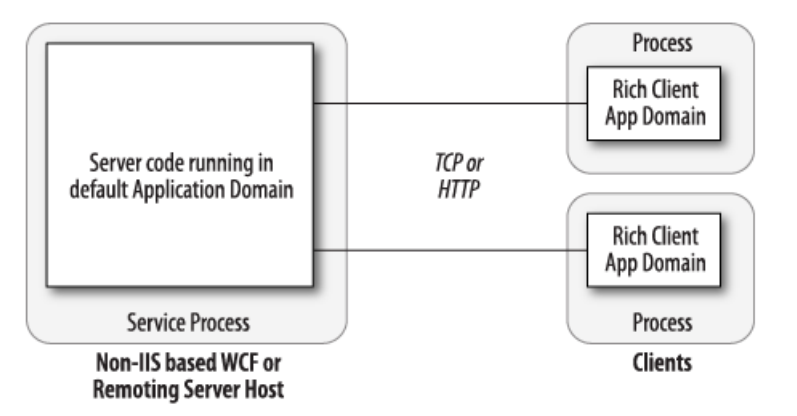 Server code running in
default Application Domain
Service Process
Non-IIS based WCF or
Remoting Server Host
TCP or
HTTP
Process
Rich Client
App Domain
Rich Client
App Domain
Process
Clients